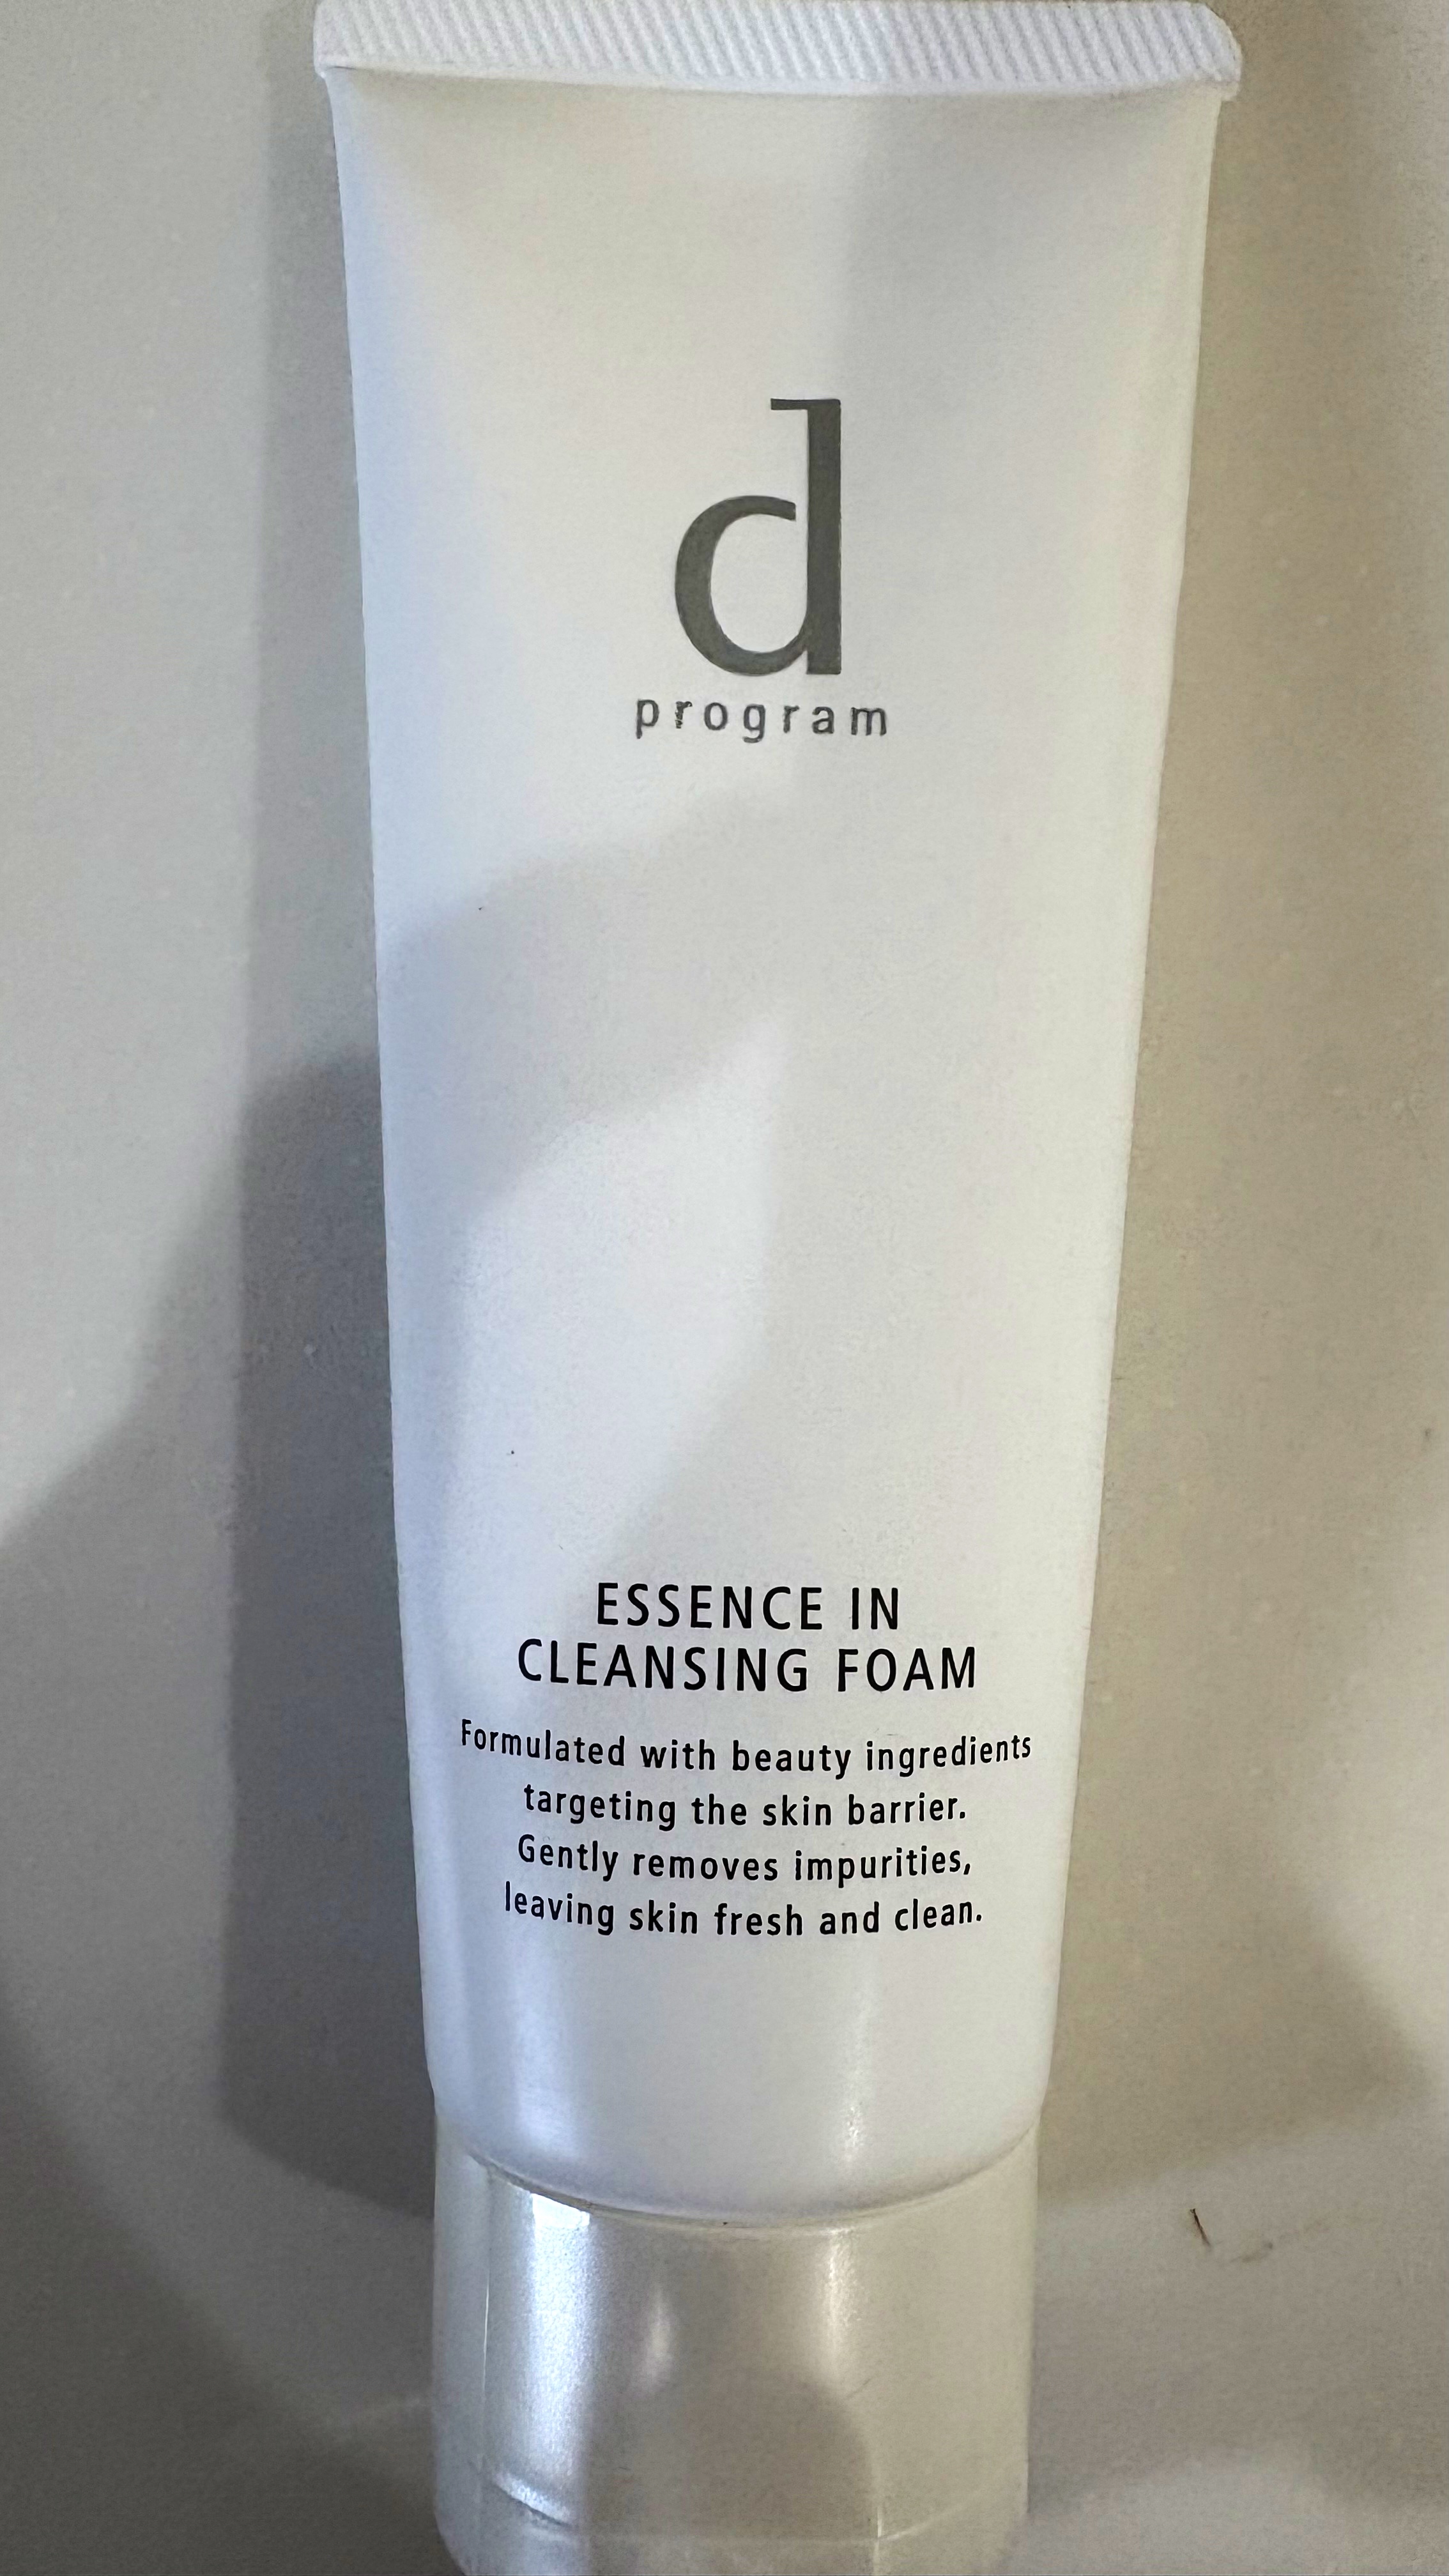 d
program
ESSENCE IN
CLEANSING FOAM
Formulated with beauty ingredients
targeting the skin barrier.
Gently removes impurities,
leaving skin fresh and clean.